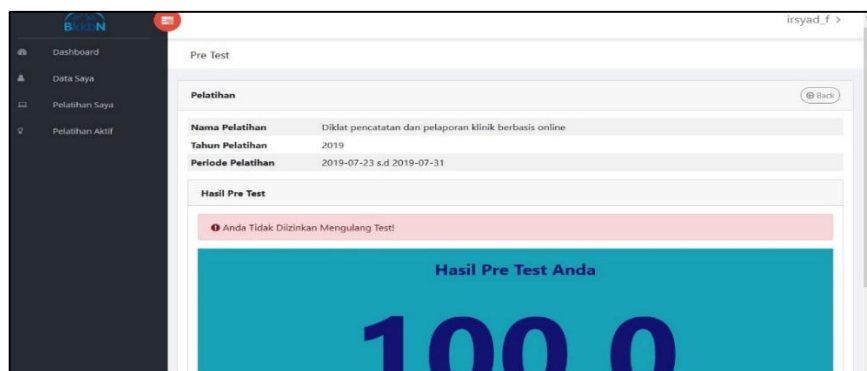 BkkbN
irsyad_f >
Dashboard
Data Saya
Pelatihan Saya
Pelatihan Aktif
Pre Test
Pelatihan
Back
Nama Pelatihan Diklat pencatatan dan pelaporan klinik berbasis online
Tahun Pelatihan 2019
Periode Pelatihan 2019-07-23 s.d 2019-07-31
Hasil Pre Test
Anda Tidak Diizinkan Mengulang Test!
Hasil Pre Test Anda
100.0